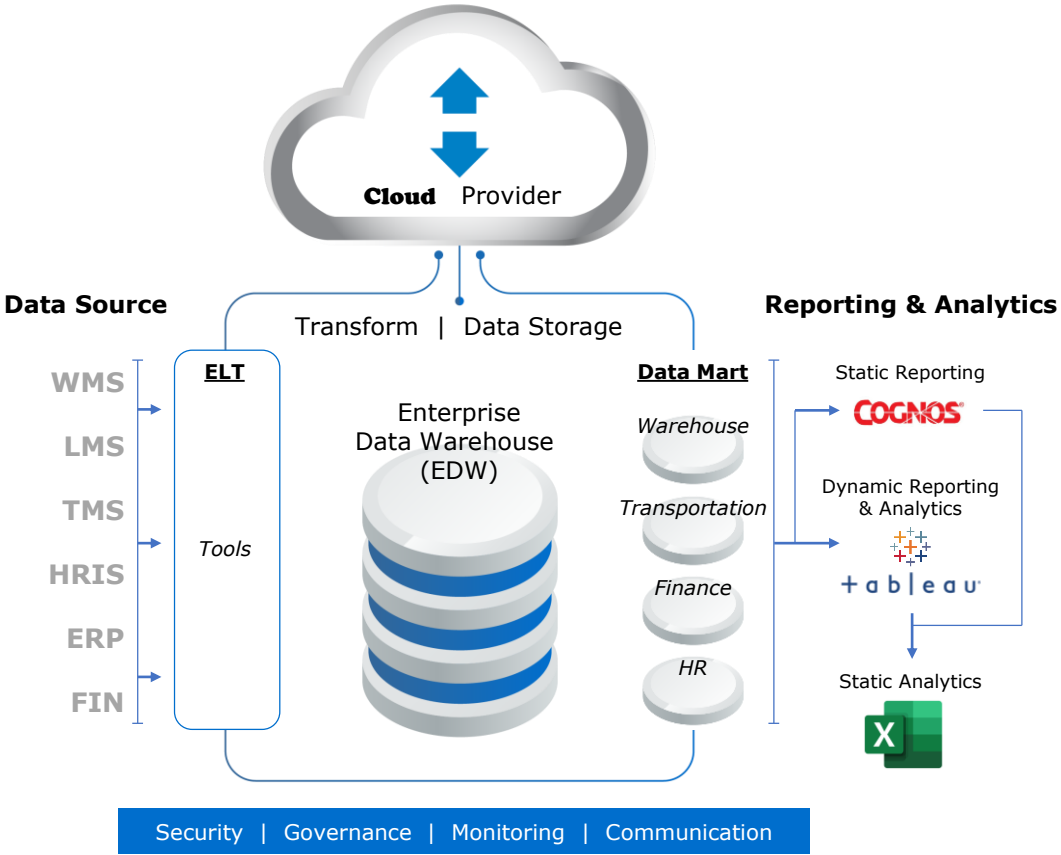 Cloud Provider
Data Source
Reporting & Analytics
Transform | Data Storage
WMS
LMS
TMS
HRIS
ERP
FIN
ELT
Tools
Enterprise
Data Warehouse
(EDW)
Data Mart
Warehouse
Transportation
Finance
HR
Static Reporting
COGNOS®
Dynamic Reporting
& Analytics
+ableau
Static Analytics
X
Security | Governance | Monitoring | Communication